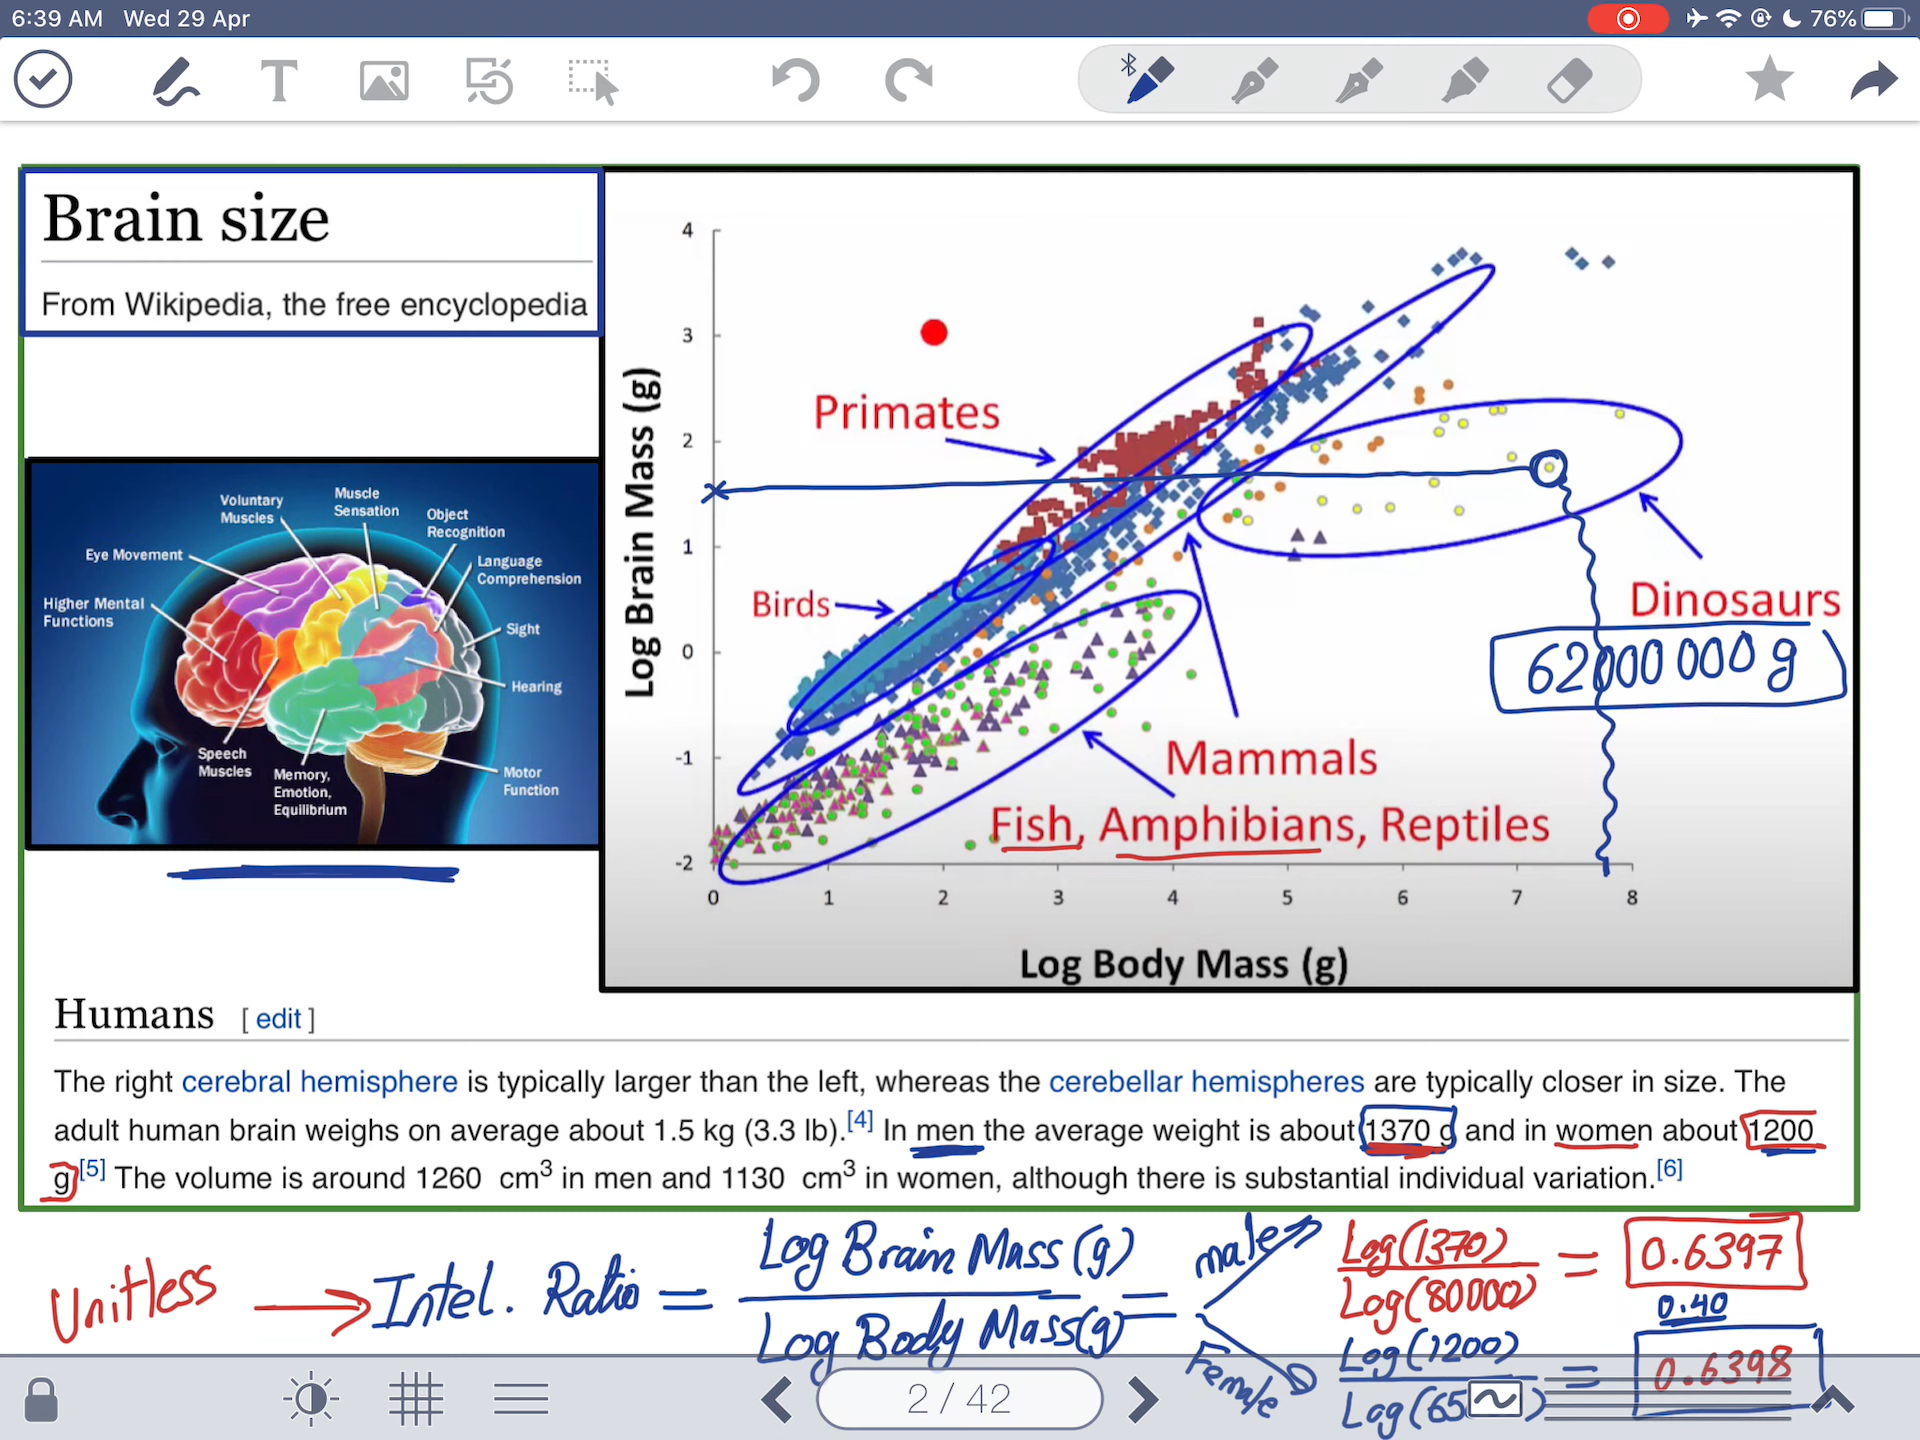 6:39 AM Wed 29 Apr
76%
Brain size
From Wikipedia, the free encyclopedia
Voluntary Muscles
Muscle Sensation
Object Recognition
Eye Movement
Language Comprehension
Higher Mental Functions
Sight
Hearing
Speech Muscles
Memory, Emotion, Equilibrium
Motor Function
Log Brain Mass (g)
4
3
2
1
0
-1
-2
0 1 2 3 4 5 6 7 8
Log Body Mass (g)
Primates
Birds
Dinosaurs
62000 000 g
Mammals
Fish, Amphibians, Reptiles
Humans [ edit ]
The right cerebral hemisphere is typically larger than the left, whereas the cerebellar hemispheres are typically closer in size. The
adult human brain weighs on average about 1.5 kg (3.3 lb).[4] In men the average weight is about 1370 g and in women about 1200
g[5] The volume is around 1260 cm3 in men and 1130 cm3 in women, although there is substantial individual variation.[6]
Unitless
Intel. Ratio =
Log Brain Mass (g)
Log Body Mass(g)
=
male
Log(1370)
Log(80000)
= 0.6397
0.40
Female
Log(1200)
Log(65
)
= 0.6398
2 / 42